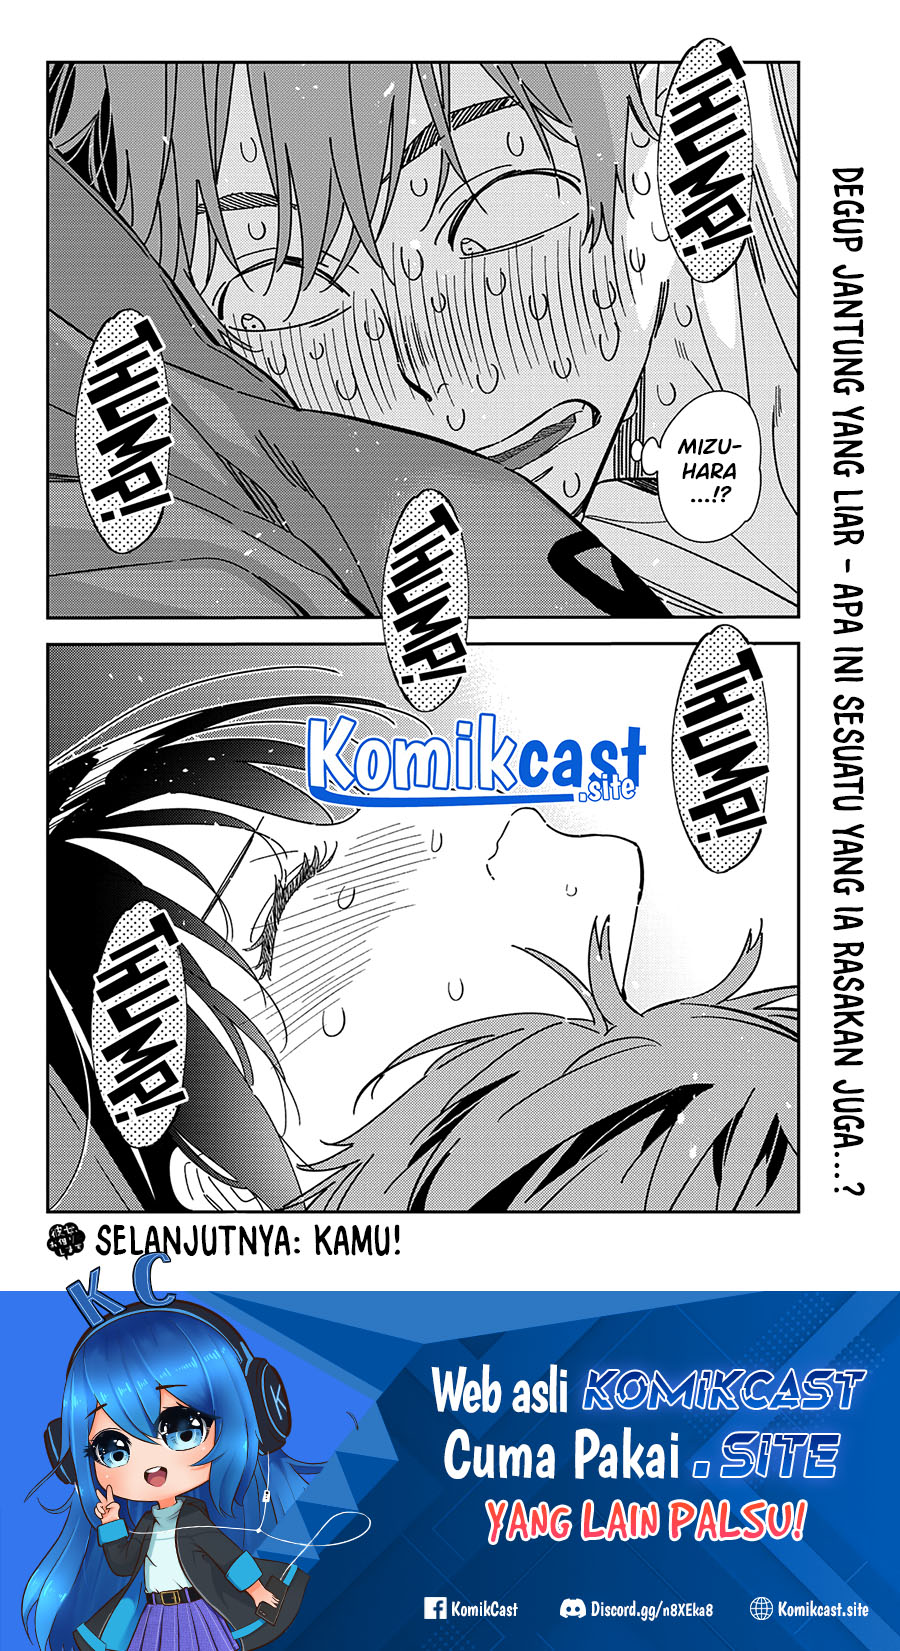 THUMP!
THUMP!
MIZU-
HARA
...!?
THUMP!
DEGUP JANTUNG YANG LIAR - APA INI SESUATU YANG IA RASAKAN JUGA...?
THUMP!
Komikcast
.site
THUMP!
SELANJUTNYA: KAMU!
KC
K
Web asli KOMIKCAST
Cuma Pakai .SITE
YANG LAIN PALSU!
KomikCast
Discord.gg/n8XEka8
Komikcast.site